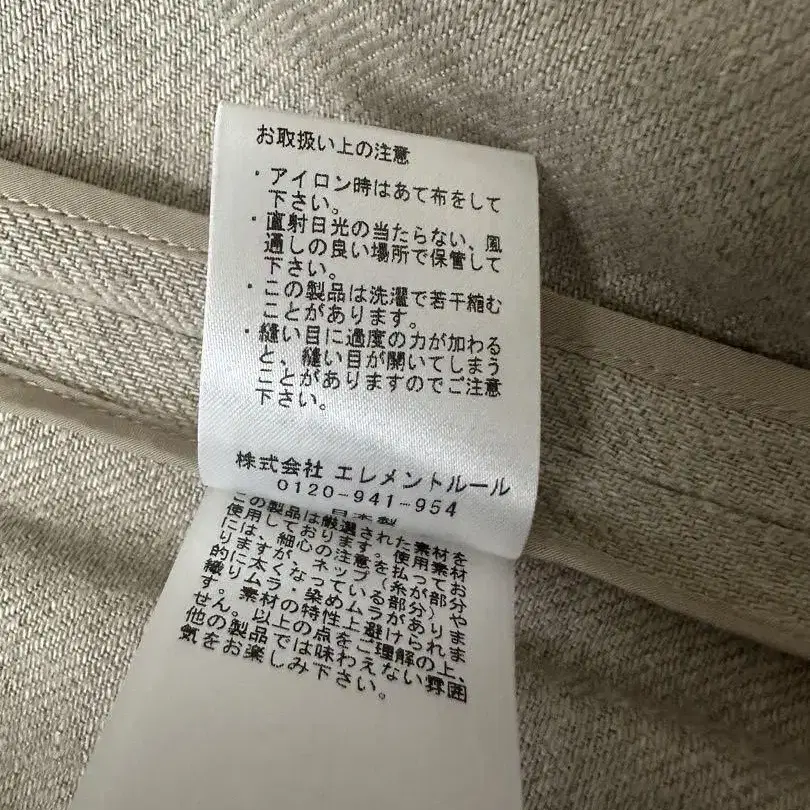 お取扱い上の注意
・アイロン時はあて布をして
下さい。
・直射日光の当たらない、風
通しの良い場所で保管して
下さい。
・この製品は洗濯で若干縮む
ことがあります。
・縫い目に過度の力が加わる
と、縫い目が開いてしまう
ことがありますのでご注意
下さい。
株式会社 エレメントルール
0120-941-954
日本製
この製品は厳選された素材を
使用しております。使用素材
には、細心の注意を払ってお
りますが、ネップ（糸が部分
的に太くなっている部分）や
織りムラ・染めムラがありま
す。素材の特性上避けられま
せん。以上の点をご理解の上、
他の製品では味わえない雰囲
気をお楽しみ下さい。